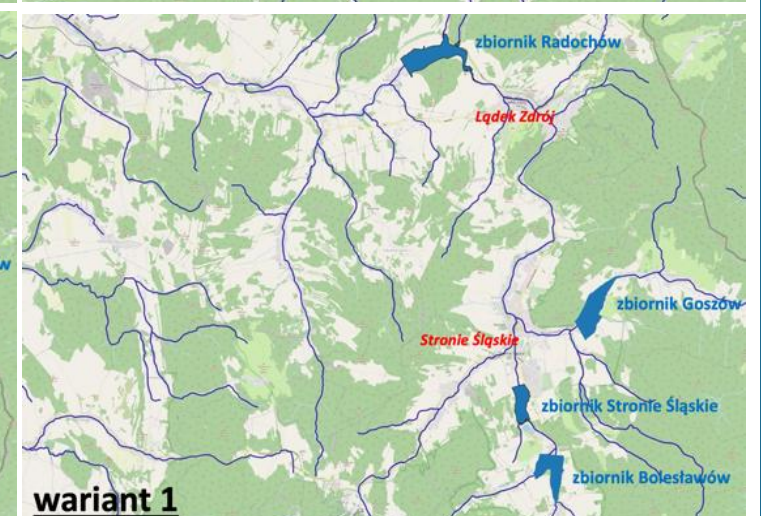 zbiornik Radochów
Lądek Zdrój
zbiornik Goszów
Stronie Śląskie
zbiornik Stronie Śląskie
zbiornik Bolesławów
wariant 1